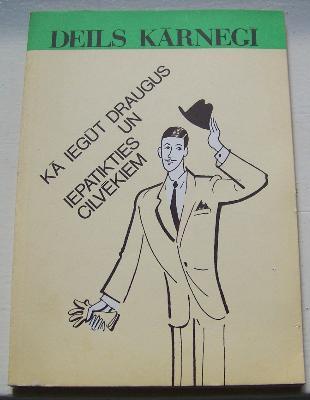 DEILS KĀRNEGI
KĀ IEGŪT DRAUGUS
UN
IEPATIKTIES
CILVĒKIEM